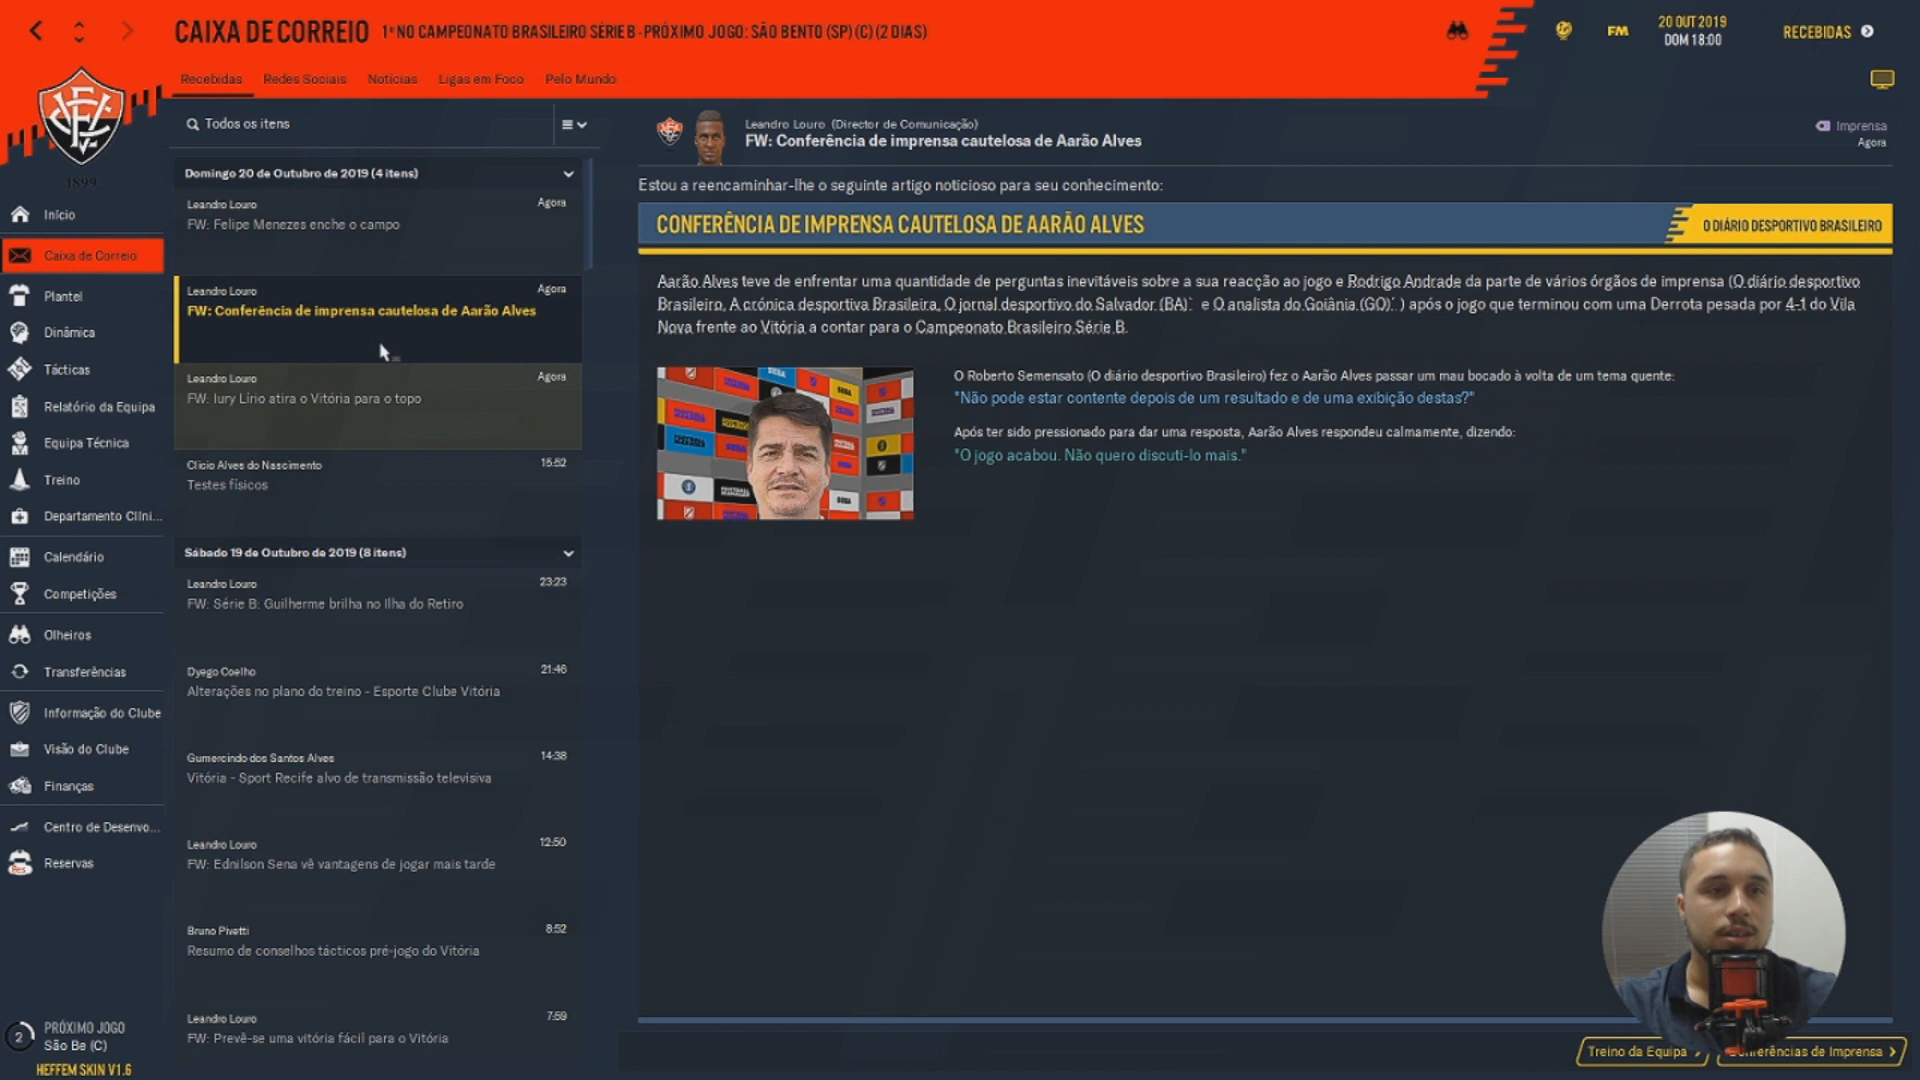 CAIXA DE CORREIO
1º NO CAMPEONATO BRASILEIRO SÉRIE B - PRÓXIMO JOGO: SÃO BENTO (SP) (C) (2 DIAS)
FM
20 OUT 2019
DOM 18:00
RECEBIDAS
Recebidas
Redes Sociais
Notícias
Ligas em Foco
Pelo Mundo
1899
Início
Caixa de Correio
Plantel
Dinâmica
Tácticas
Relatório da Equipa
Equipa Técnica
Treino
Departamento Clíni...
Calendário
Competições
Olheiros
Transferências
Informação do Clube
Visão do Clube
Finanças
Centro de Desenvo...
Reservas
2
PRÓXIMO JOGO
São Be (C)
HEFFEM SKIN V1.6
Todos os itens
Domingo 20 de Outubro de 2019 (4 itens)
Leandro Louro Agora
FW: Felipe Menezes enche o campo
Leandro Louro Agora
FW: Conferência de imprensa cautelosa de Aarão Alves
Leandro Louro Agora
FW: Iury Lírio atira o Vitória para o topo
Clício Alves do Nascimento 15:52
Testes físicos
Sábado 19 de Outubro de 2019 (8 itens)
Leandro Louro 23:23
FW: Série B: Guilherme brilha no Ilha do Retiro
Dyego Coelho 21:46
Alterações no plano do treino - Esporte Clube Vitória
Gumercindo dos Santos Alves 14:38
Vitória - Sport Recife alvo de transmissão televisiva
Leandro Louro 12:50
FW: Ednilson Sena vê vantagens de jogar mais tarde
Bruno Pivetti 8:52
Resumo de conselhos tácticos pré-jogo do Vitória
Leandro Louro 7:59
FW: Prevê-se uma vitória fácil para o Vitória
Leandro Louro (Director de Comunicação)
FW: Conferência de imprensa cautelosa de Aarão Alves
Imprensa
Agora
Estou a reencaminhar-lhe o seguinte artigo noticioso para seu conhecimento:
CONFERÊNCIA DE IMPRENSA CAUTELOSA DE AARÃO ALVES
O DIÁRIO DESPORTIVO BRASILEIRO
Aarão Alves teve de enfrentar uma quantidade de perguntas inevitáveis sobre a sua reacção ao jogo e Rodrigo Andrade da parte de vários órgãos de imprensa (O diário desportivo
Brasileiro, A crónica desportiva Brasileira, O jornal desportivo do Salvador (BA)´ e O analista do Goiânia (GO)´ ) após o jogo que terminou com uma Derrota pesada por 4-1 do Vila
Nova frente ao Vitória a contar para o Campeonato Brasileiro Série B.
O Roberto Semensato (O diário desportivo Brasileiro) fez o Aarão Alves passar um mau bocado à volta de um tema quente:
"Não pode estar contente depois de um resultado e de uma exibição destas?"
Após ter sido pressionado para dar uma resposta, Aarão Alves respondeu calmamente, dizendo:
"O jogo acabou. Não quero discuti-lo mais."
Treino da Equipa
Conferências de Imprensa